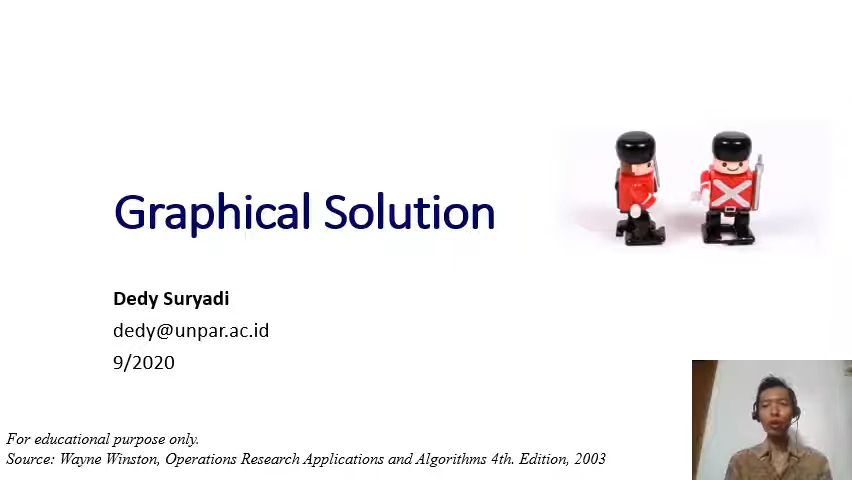 Graphical Solution
Dedy Suryadi
dedy@unpar.ac.id
9/2020
For educational purpose only.
Source: Wayne Winston, Operations Research Applications and Algorithms 4th. Edition, 2003